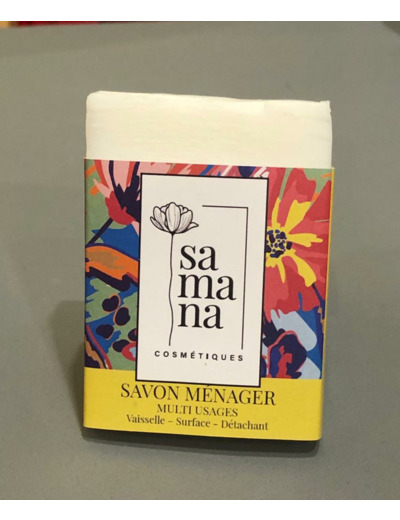 sa
ma
na
COSMÉTIQUES
SAVON MÉNAGER
MULTI USAGES
Vaisselle – Surface - Détachant